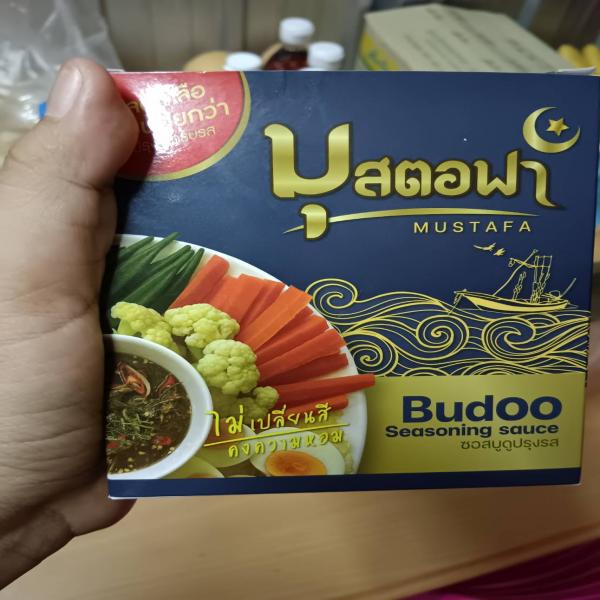 มุสตอฟา
MUSTAFA
ไม่เปลี่ยนสี
คงความหอม
Budoo
Seasoning sauce
ซอสบูดูปรุงรส